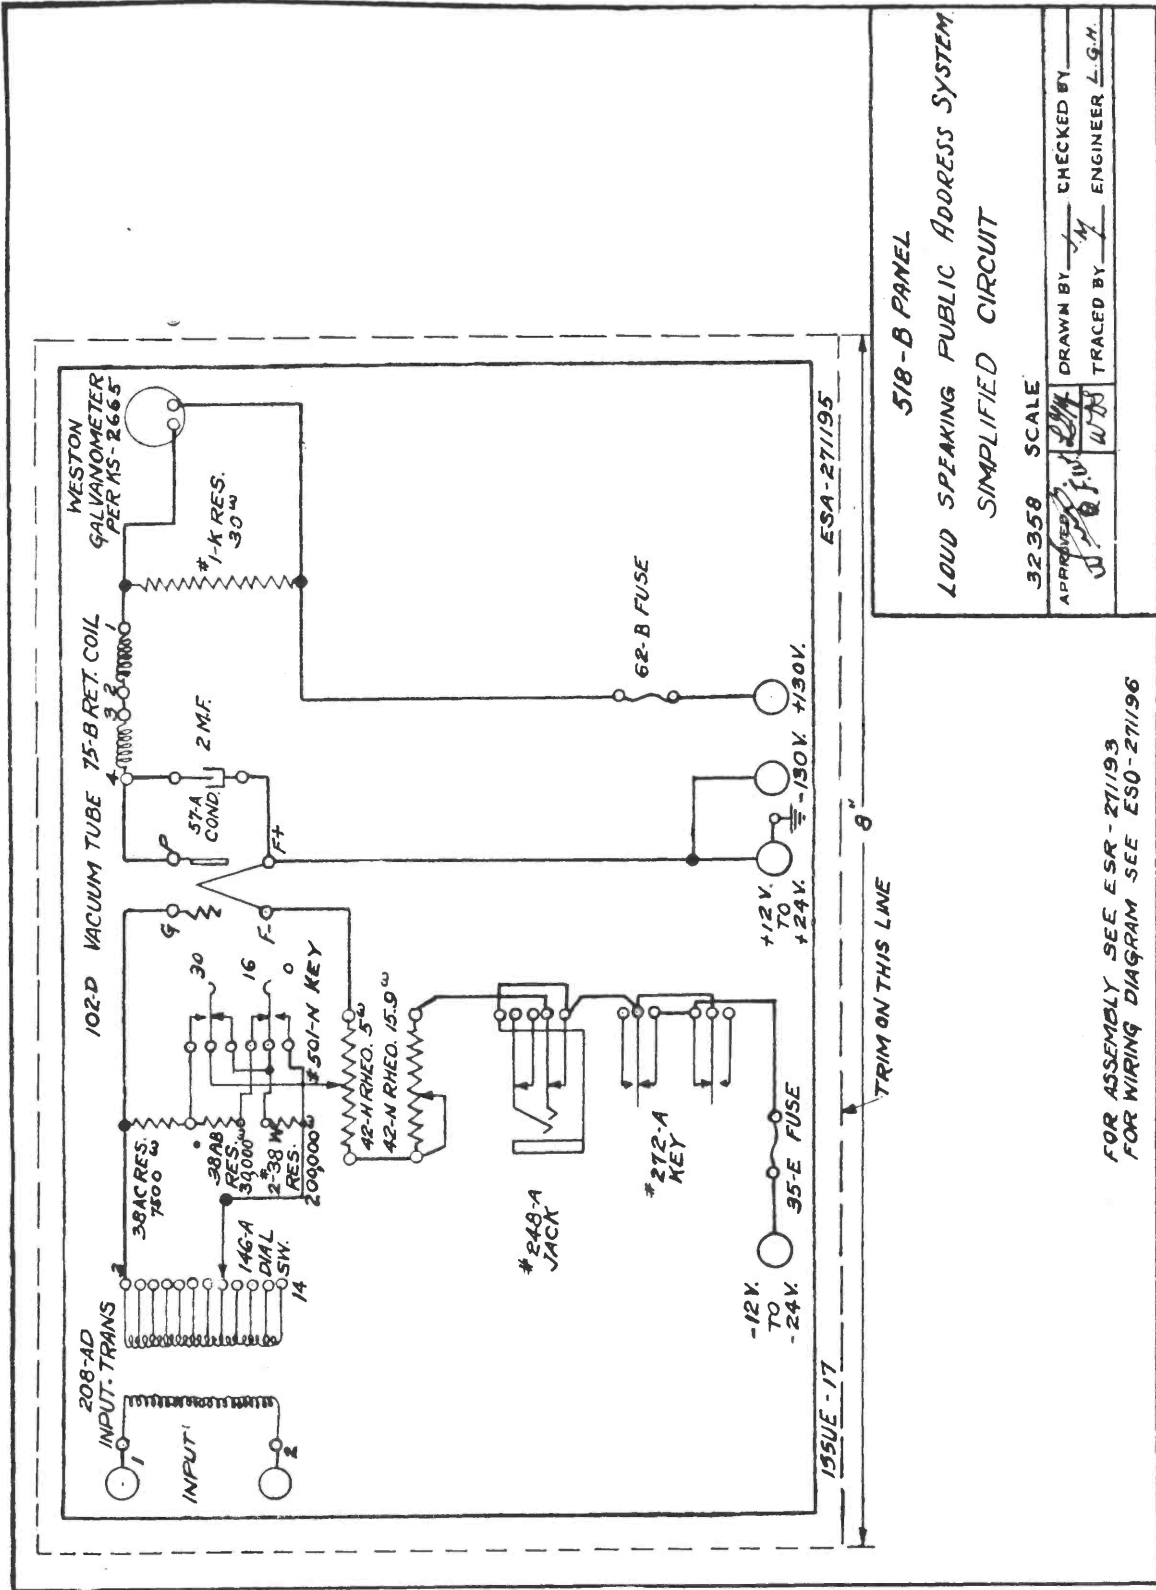 208-AD
INPUT-TRANS
1
INPUT
2
3
14
146-A
DIAL
SW.
38AC RES.
7500 ω
38AB
RES.
30,000 ω
#
2-38 W
RES.
200,000 ω
102-D VACUUM TUBE
30
16
0
#501-N KEY
G
P
F-
F+
42-H RHEO. 5 ω
42-N RHEO. 15.9 ω
75-B RET. COIL
4
3
2
1
57-A
COND.
2 M.F.
WESTON
GALVANOMETER
PER KS-2665
#1-K RES.
30 ω
#248-A
JACK
#272-A
KEY
35-E FUSE
62-B FUSE
-12V.
TO
-24V.
+12V.
TO
+24V.
-130V.
+130V.
ISSUE-17
ESA-271195
TRIM ON THIS LINE
8"
FOR ASSEMBLY SEE ESR-271193
FOR WIRING DIAGRAM SEE ESO-271196
518-B PANEL
LOUD SPEAKING PUBLIC ADDRESS SYSTEM
SIMPLIFIED CIRCUIT
32358 SCALE
APPROVED
DRAWN BY
CHECKED BY
TRACED BY
ENGINEER L.G.H.